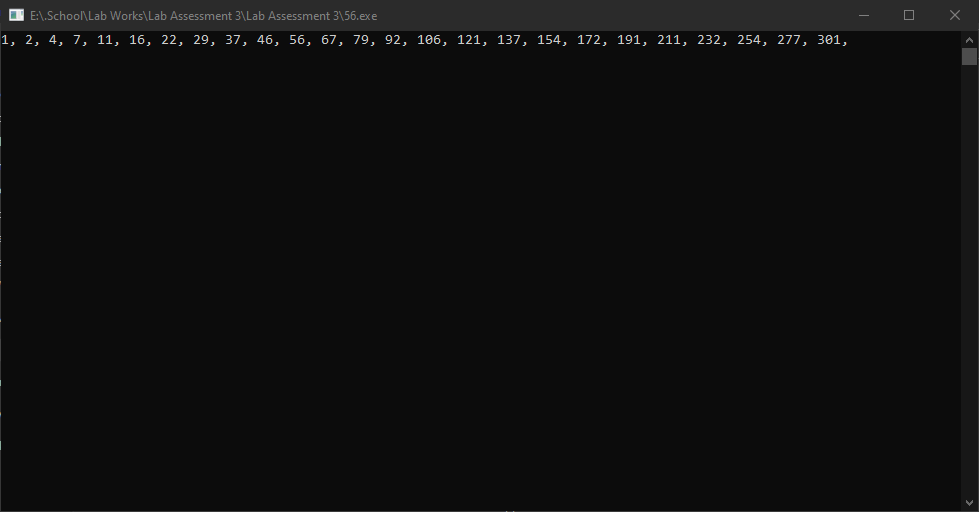 E:\.School\Lab Works\Lab Assessment 3\Lab Assessment 3\56.exe
1, 2, 4, 7, 11, 16, 22, 29, 37, 46, 56, 67, 79, 92, 106, 121, 137, 154, 172, 191, 211, 232, 254, 277, 301,